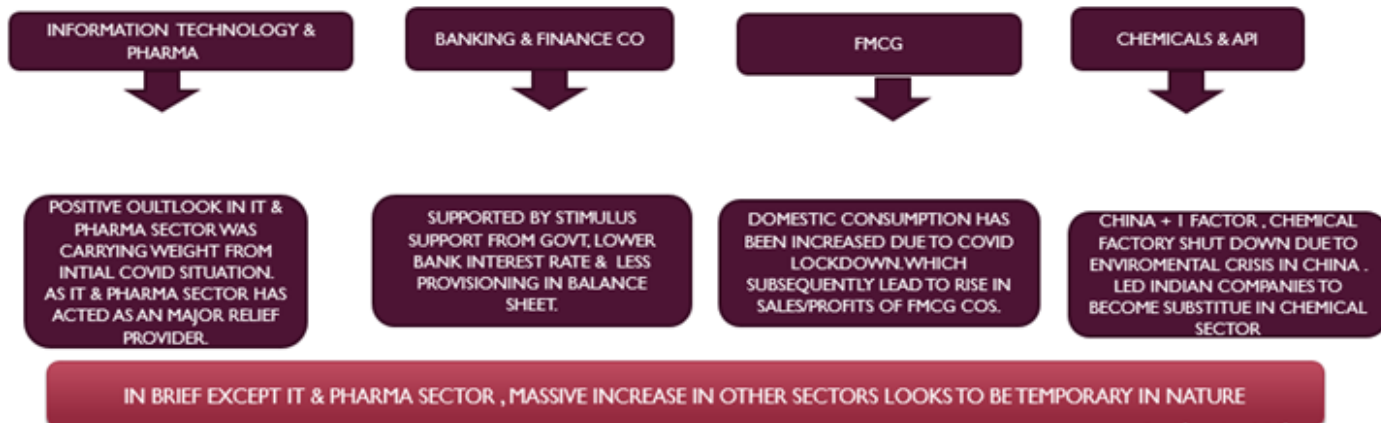 INFORMATION TECHNOLOGY &
PHARMA
BANKING & FINANCE CO
FMCG
CHEMICALS & API
POSITIVE OULTLOOK IN IT &
PHARMA SECTOR WAS
CARRYING WEIGHT FROM
INTIAL COVID SITUATION.
AS IT & PHARMA SECTOR HAS
ACTED AS AN MAJOR RELIEF
PROVIDER.
SUPPORTED BY STIMULUS
SUPPORT FROM GOVT, LOWER
BANK INTEREST RATE & LESS
PROVISIONING IN BALANCE
SHEET.
DOMESTIC CONSUMPTION HAS
BEEN INCREASED DUE TO COVID
LOCKDOWN. WHICH
SUBSEQUENTLY LEAD TO RISE IN
SALES/PROFITS OF FMCG COS.
CHINA + I FACTOR , CHEMICAL
FACTORY SHUT DOWN DUE TO
ENVIROMENTAL CRISIS IN CHINA .
LED INDIAN COMPANIES TO
BECOME SUBSTITUE IN CHEMICAL
SECTOR
IN BRIEF EXCEPT IT & PHARMA SECTOR , MASSIVE INCREASE IN OTHER SECTORS LOOKS TO BE TEMPORARY IN NATURE